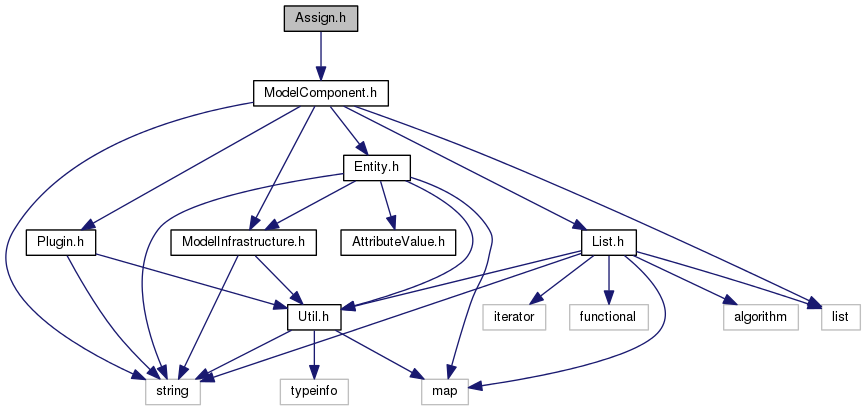 Assign.h
ModelComponent.h
Entity.h
Plugin.h
ModelInfrastructure.h
AttributeValue.h
List.h
Util.h
iterator
functional
algorithm
list
string
typeinfo
map